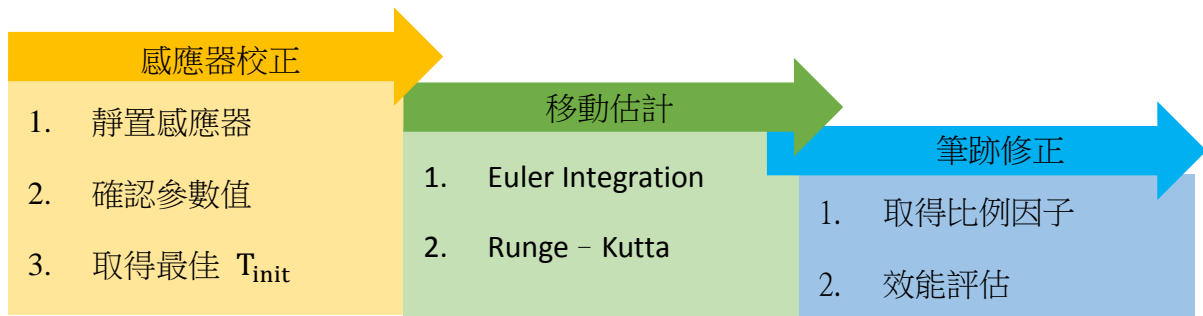 感應器校正
1. 靜置感應器
2. 確認參數值
3. 取得最佳 T_init
移動估計
1. Euler Integration
2. Runge – Kutta
筆跡修正
1. 取得比例因子
2. 效能評估